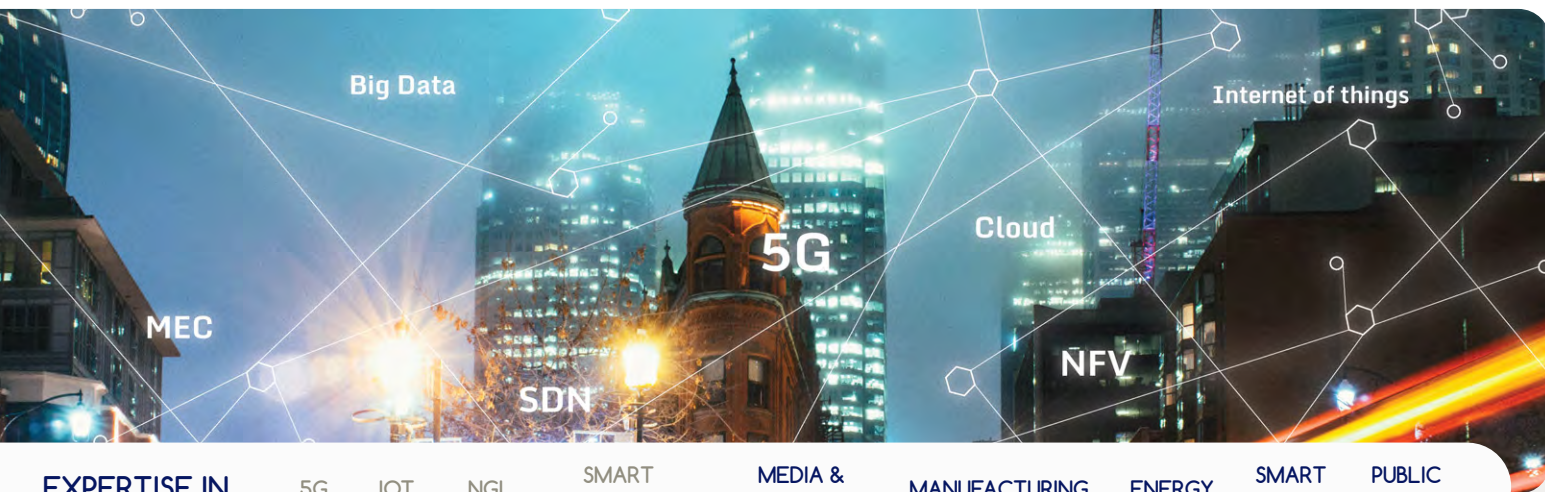 Big Data
Internet of things
Cloud
5G
MEC
NFV
SDN
EXPERTISE IN
5G
IOT
NGI
SMART
MEDIA &
MANUFACTURING
ENERGY
SMART
PUBLIC